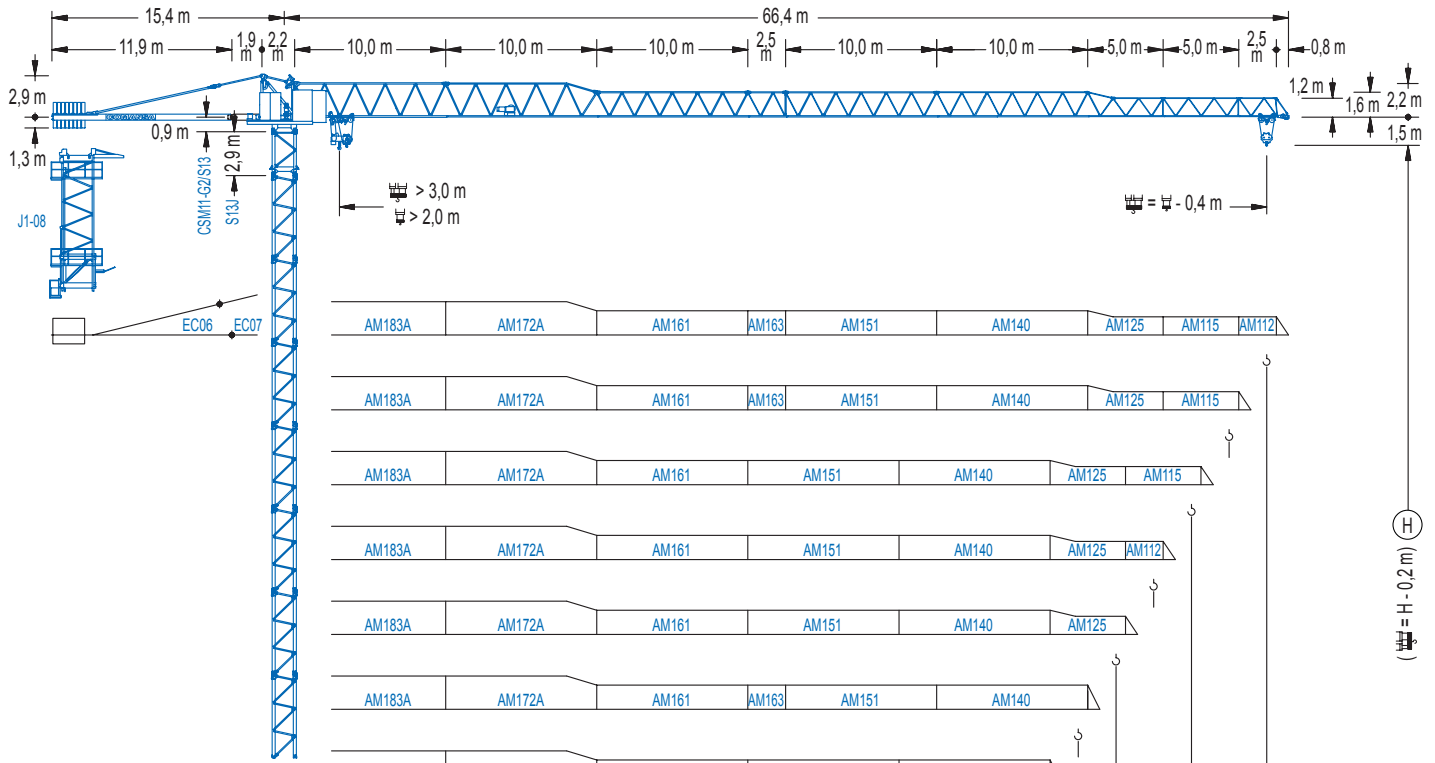 15,4 m 66,4 m
11,9 m 1,9 m 2,2 m 10,0 m 10,0 m 10,0 m 2,5 m 10,0 m 10,0 m 5,0 m 5,0 m 2,5 m 0,8 m
2,9 m 1,2 m 1,6 m 2,2 m
0,9 m 1,5 m
1,3 m 2,9 m
CSM11-G2/S13
S13J
J1-08
> 3,0 m
> 2,0 m
= - 0,4 m
EC06 EC07
AM183A AM172A AM161 AM163 AM151 AM140 AM125 AM115 AM112
AM183A AM172A AM161 AM163 AM151 AM140 AM125 AM115
AM183A AM172A AM161 AM151 AM140 AM125 AM115
AM183A AM172A AM161 AM151 AM140 AM125 AM112
AM183A AM172A AM161 AM151 AM140 AM125
AM183A AM172A AM161 AM163 AM151 AM140
H
( = H - 0,2 m)